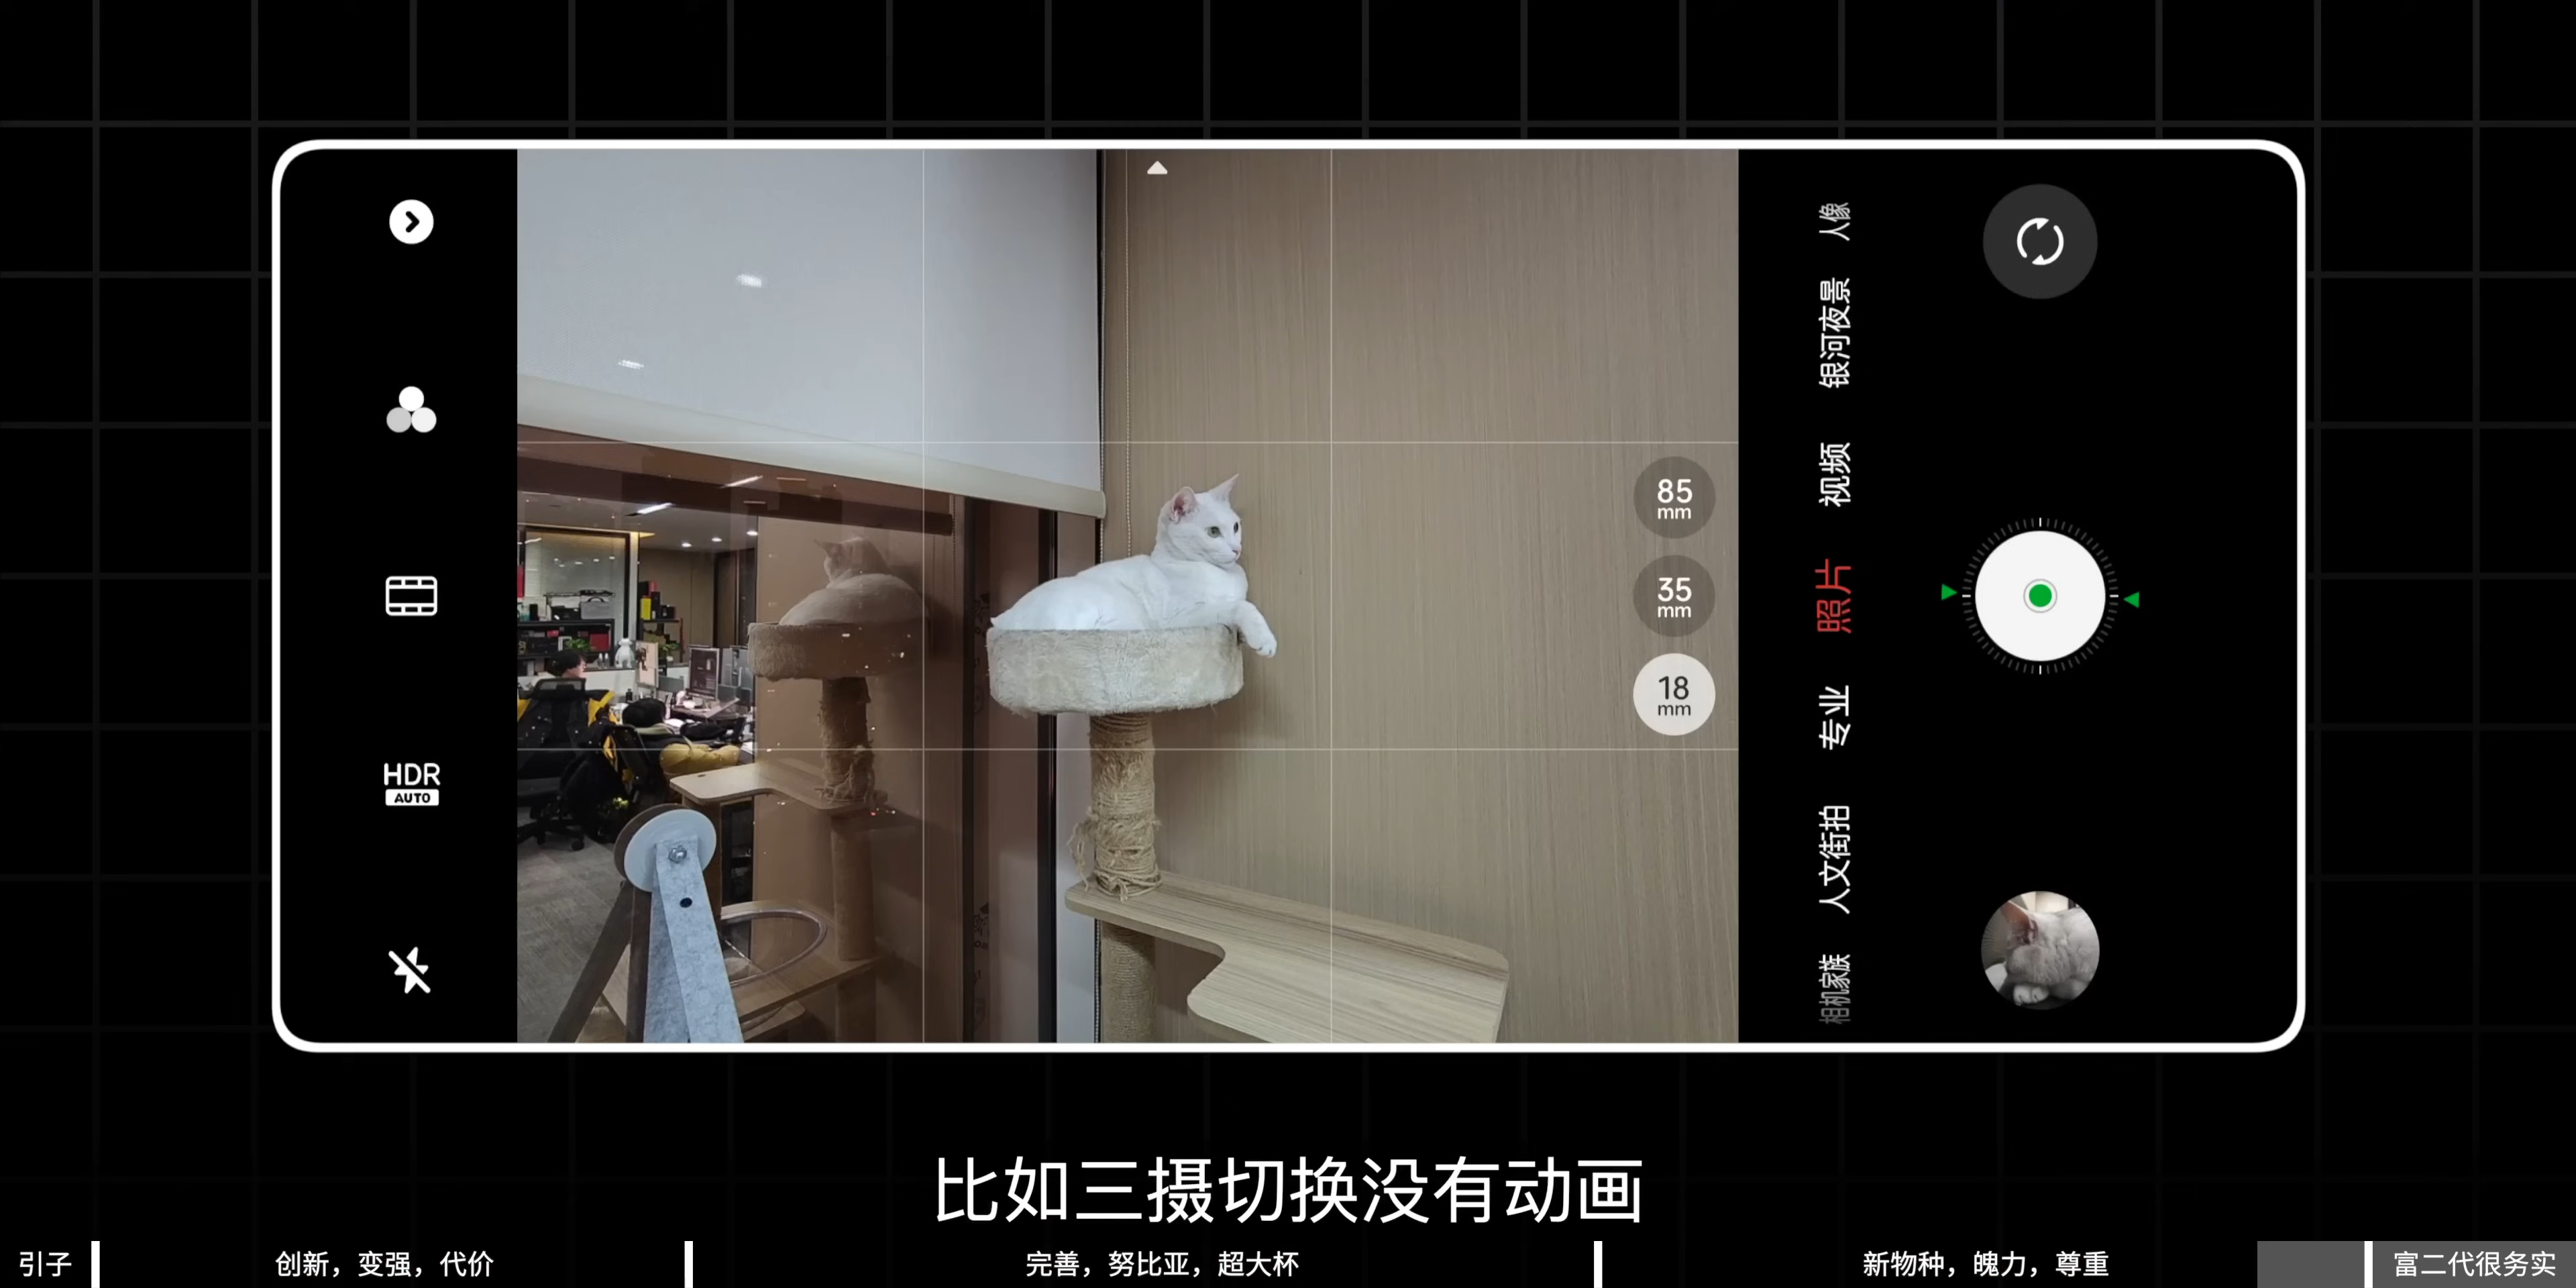 HDR
AUTO
85
mm
35
mm
18
mm
人像
银河夜景
视频
照片
专业
人文街拍
相机家族
比如三摄切换没有动画
引子
创新，变强，代价
完善，努比亚，超大杯
新物种，魄力，尊重
富二代很务实